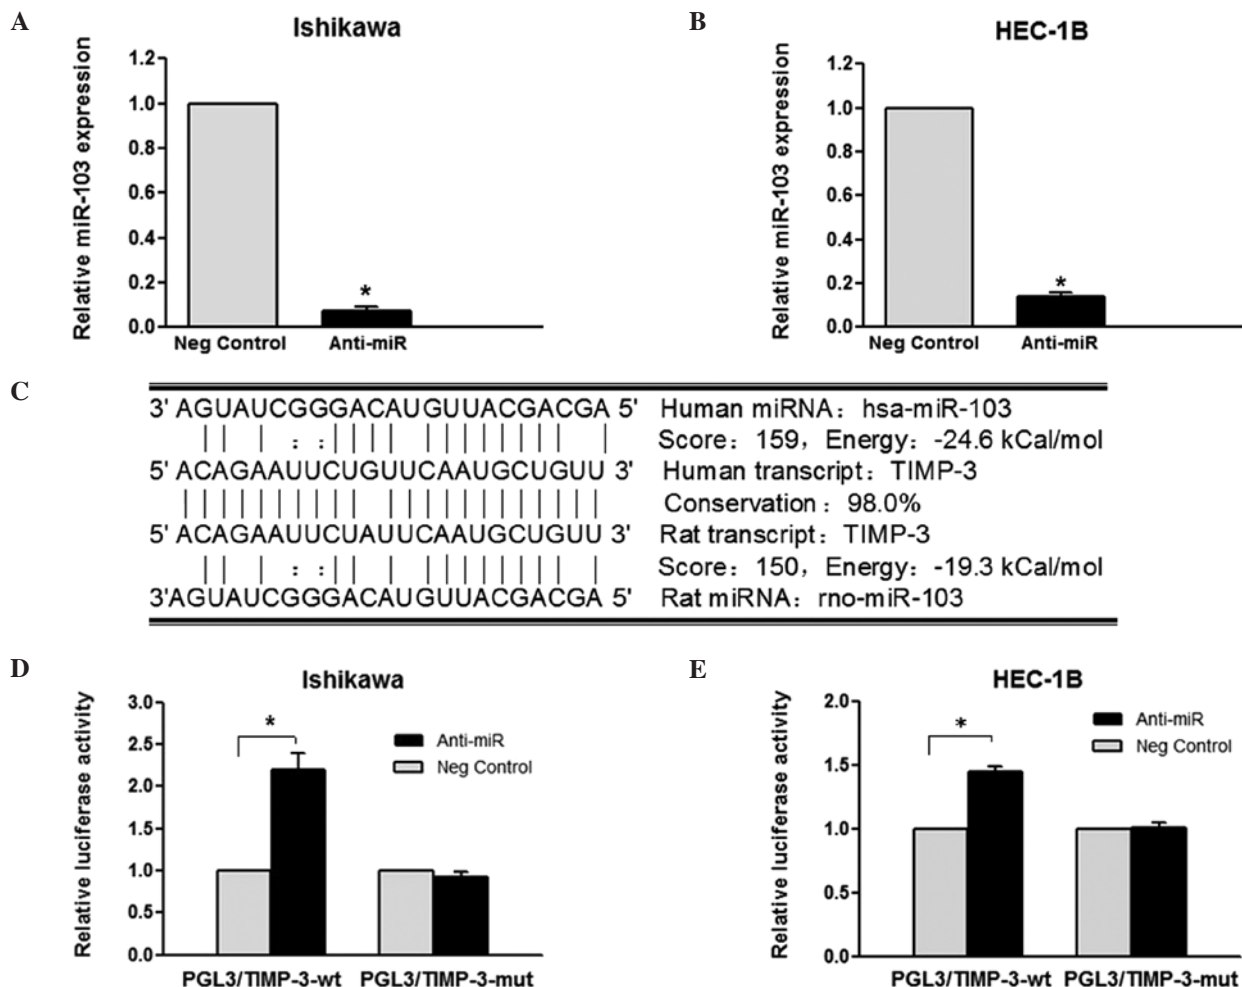 A
Ishikawa
Relative miR-103 expression
1.2
1.0
0.8
0.6
0.4
0.2
0.0
*
Neg Control Anti-miR
B
HEC-1B
Relative miR-103 expression
1.2
1.0
0.8
0.6
0.4
0.2
0.0
*
Neg Control Anti-miR
C
3' AGUAUCGGGACAUGUUACGACGA 5' Human miRNA: hsa-miR-103
Score: 159, Energy: -24.6 kCal/mol
5' ACAGAAUUCUGUUCAAUGCUGUU 3' Human transcript: TIMP-3
Conservation: 98.0%
5' ACAGAAUUCUAUUCAAUGCUGUU 3' Rat transcript: TIMP-3
Score: 150, Energy: -19.3 kCal/mol
3'AGUAUCGGGACAUGUUACGACGA 5' Rat miRNA: rno-miR-103
D
Ishikawa
Relative luciferase activity
3.0
2.5
2.0
1.5
1.0
0.5
0.0
*
Anti-miR
Neg Control
PGL3/TIMP-3-wt PGL3/TIMP-3-mut
E
HEC-1B
Relative luciferase activity
2.0
1.5
1.0
0.5
0.0
*
Anti-miR
Neg Control
PGL3/TIMP-3-wt PGL3/TIMP-3-mut